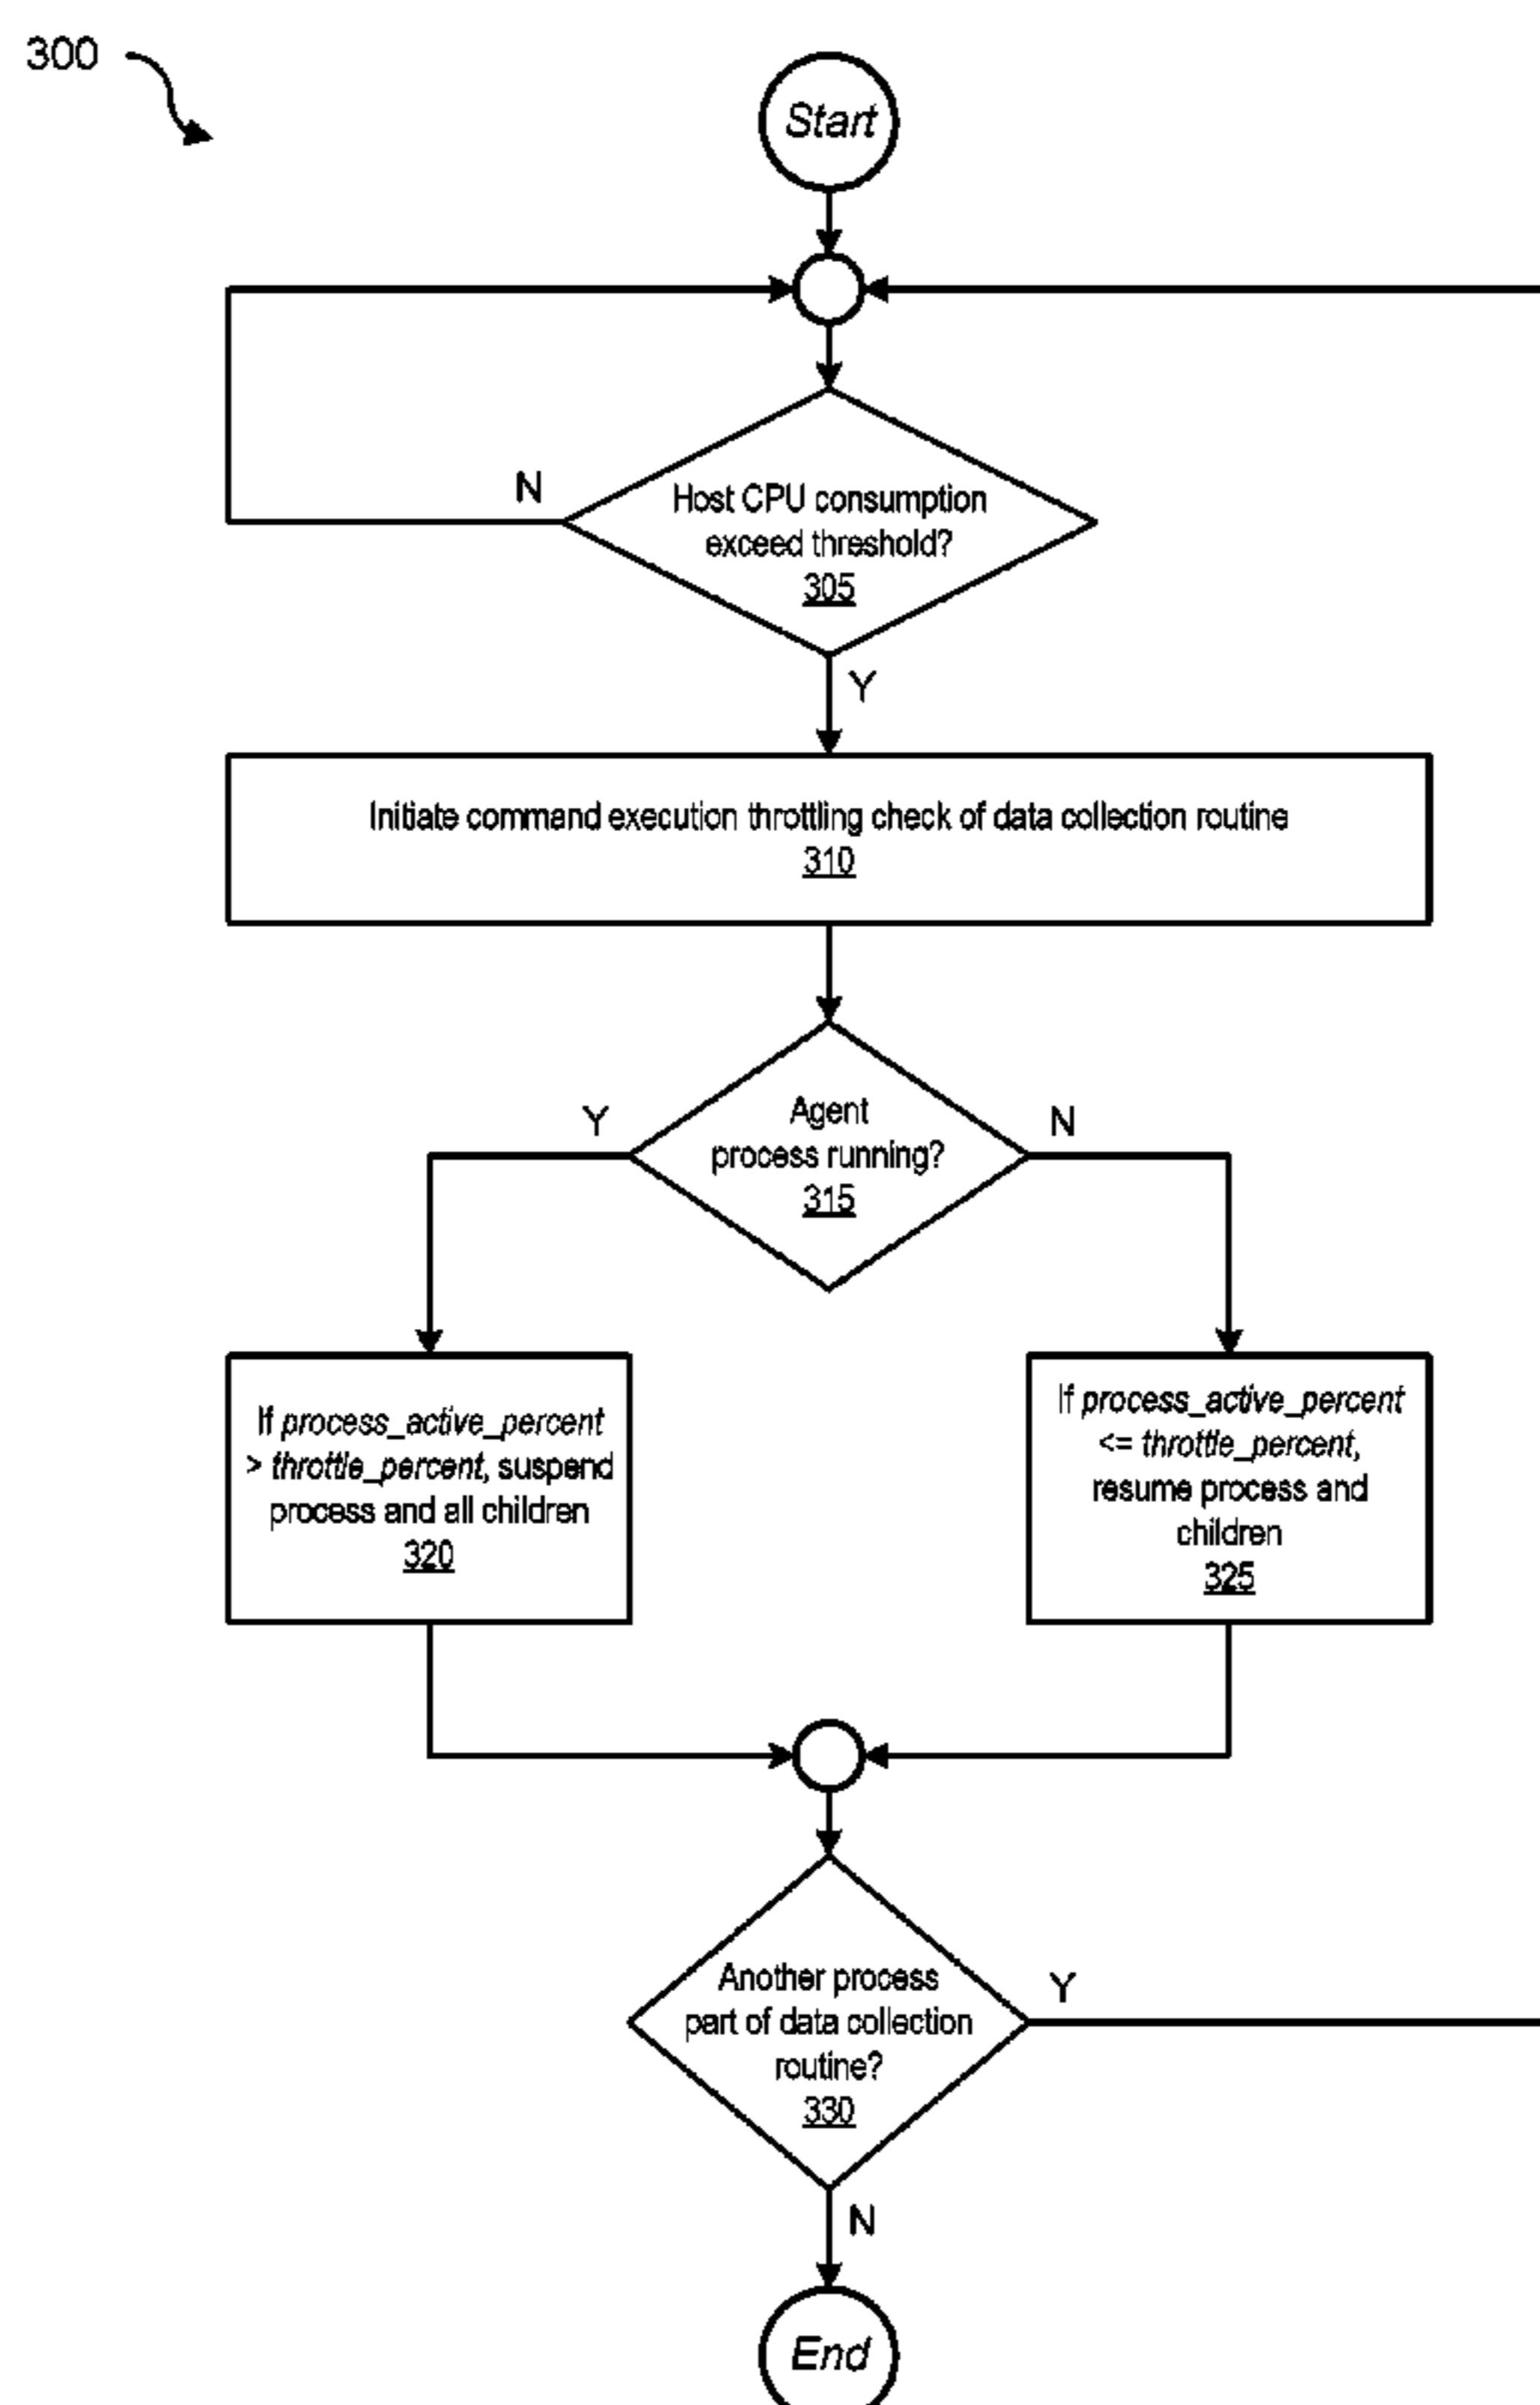 300
Start
N
Host CPU consumption
exceed threshold?
305
Y
Initiate command execution throttling check of data collection routine
310
Y
Agent
process running?
315
N
If process_active_percent
> throttle_percent, suspend
process and all children
320
If process_active_percent
<= throttle_percent,
resume process and
children
325
Another process
part of data collection
routine?
330
Y
N
End